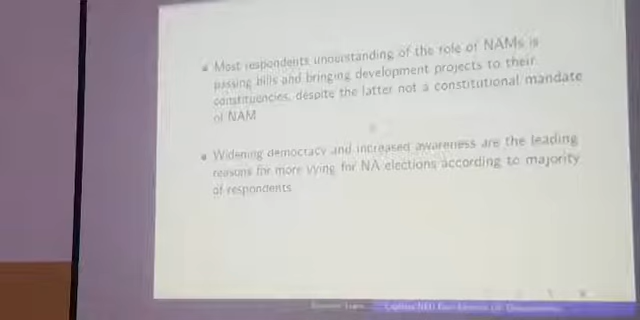 Most respondents understanding of the role of NAMs is
passing bills and bringing development projects to their
constituencies, despite the latter not a constitutional mandate
of NAM
Widening democracy and increased awareness are the leading
reasons for more vying for NA elections according to majority
of respondents